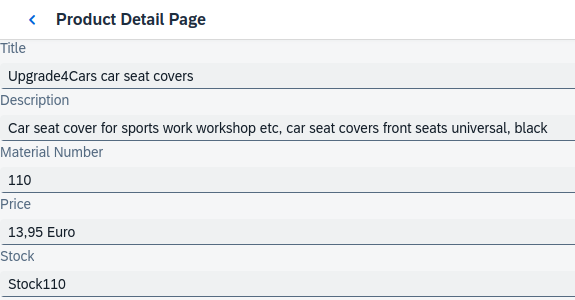 Product Detail Page
Title
Upgrade4Cars car seat covers
Description
Car seat cover for sports work workshop etc, car seat covers front seats universal, black
Material Number
110
Price
13,95 Euro
Stock
Stock110